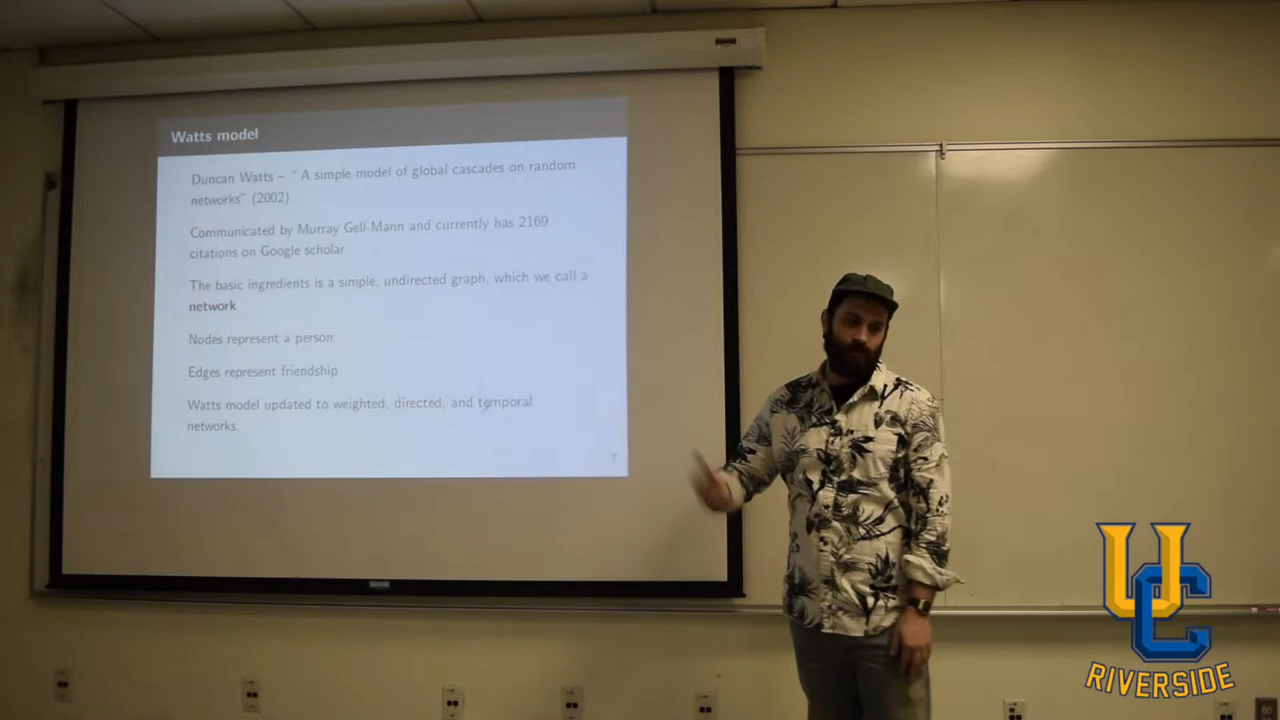 Watts model
Duncan Watts – “ A simple model of global cascades on random
networks” (2002)
Communicated by Murray Gell-Mann and currently has 2169
citations on Google scholar
The basic ingredients is a simple, undirected graph, which we call a
network
Nodes represent a person
Edges represent friendship
Watts model updated to weighted, directed, and temporal
networks.
7
UC
RIVERSIDE